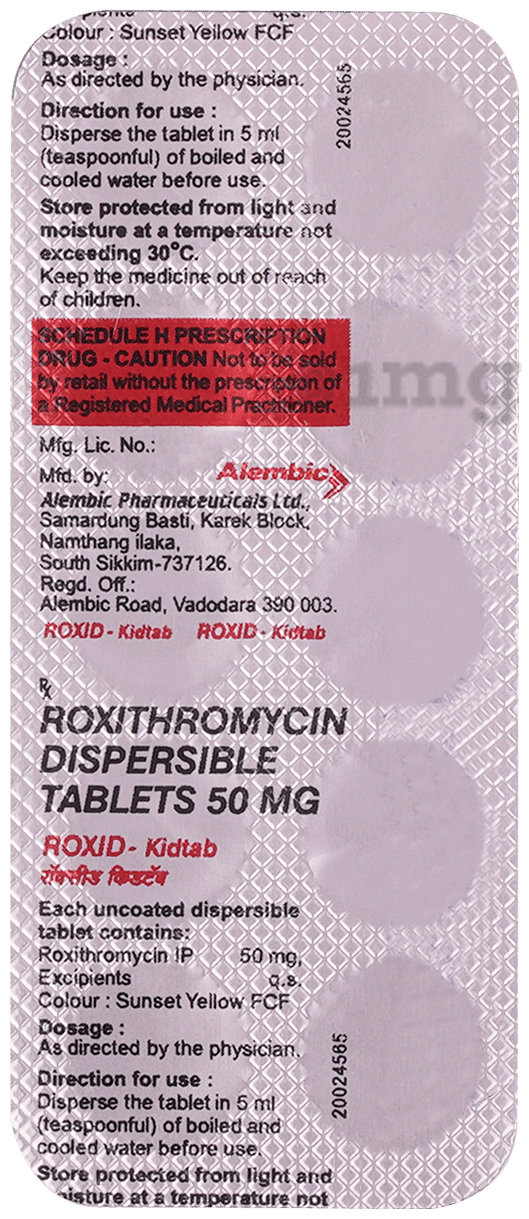 q.s.
Colour : Sunset Yellow FCF
Dosage :
As directed by the physician.
Direction for use :
Disperse the tablet in 5 ml
(teaspoonful) of boiled and
cooled water before use.
Store protected from light and
moisture at a temperature not
exceeding 30°C.
Keep the medicine out of reach
of children.
20024565
SCHEDULE H PRESCRIPTION
DRUG - CAUTION Not to be sold
by retail without the prescription of
a Registered Medical Practitioner.
1mg
Mfg. Lic. No.:
Mfd. by:
Alembic
Alembic Pharmaceuticals Ltd.,
Samardung Basti, Karek Block,
Namthang ilaka,
South Sikkim-737126.
Regd. Off.:
Alembic Road, Vadodara 390 003.
ROXID - Kidtab ROXID - Kidtab
℞
ROXITHROMYCIN
DISPERSIBLE
TABLETS 50 MG
ROXID - Kidtab
रॉक्सीड किडटॅब
Each uncoated dispersible
tablet contains:
Roxithromycin IP 50 mg,
Excipients q.s.
Colour : Sunset Yellow FCF
Dosage :
As directed by the physician.
Direction for use :
Disperse the tablet in 5 ml
(teaspoonful) of boiled and
cooled water before use.
20024565
Store protected from light and
moisture at a temperature not